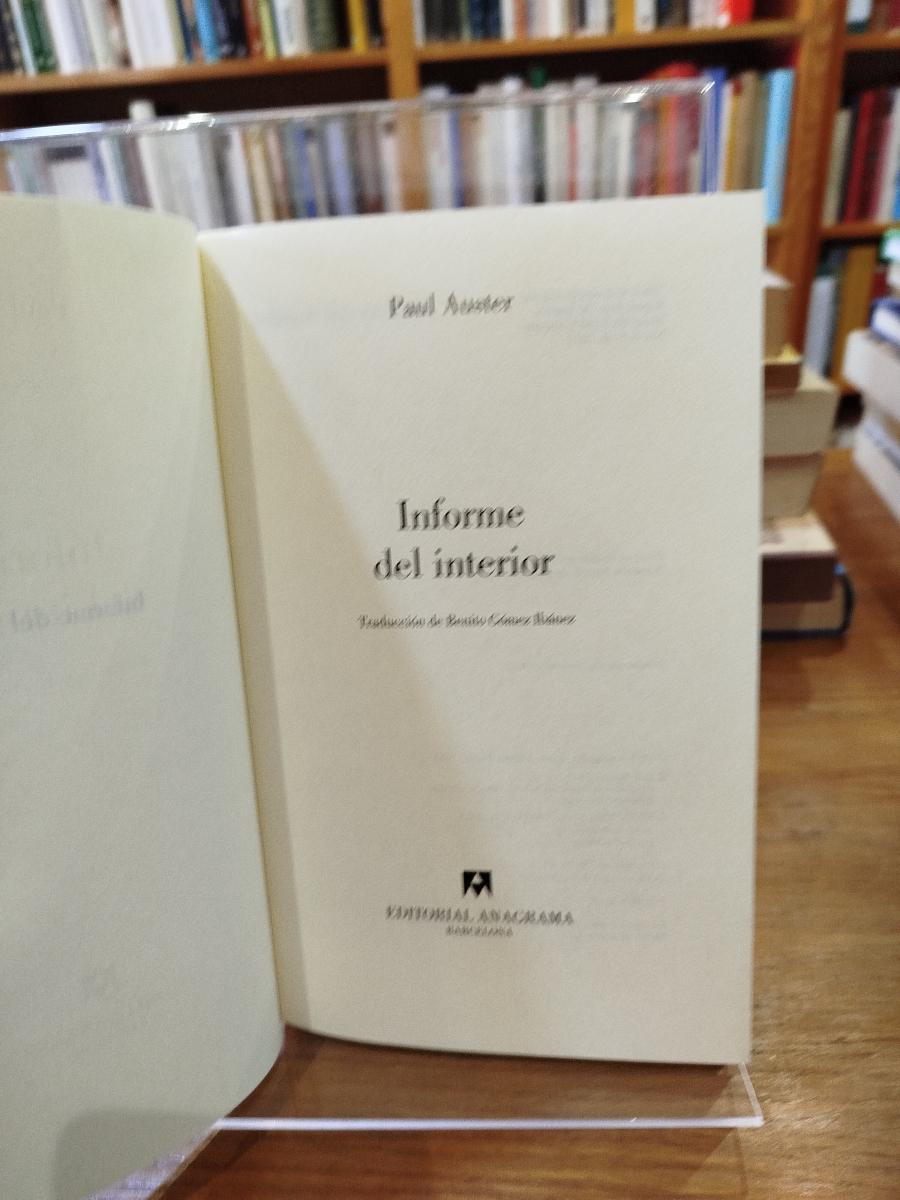 Paul Auster
Informe
del interior
Traducción de Benito Gómez Ibáñez
EDITORIAL ANAGRAMA
BARCELONA